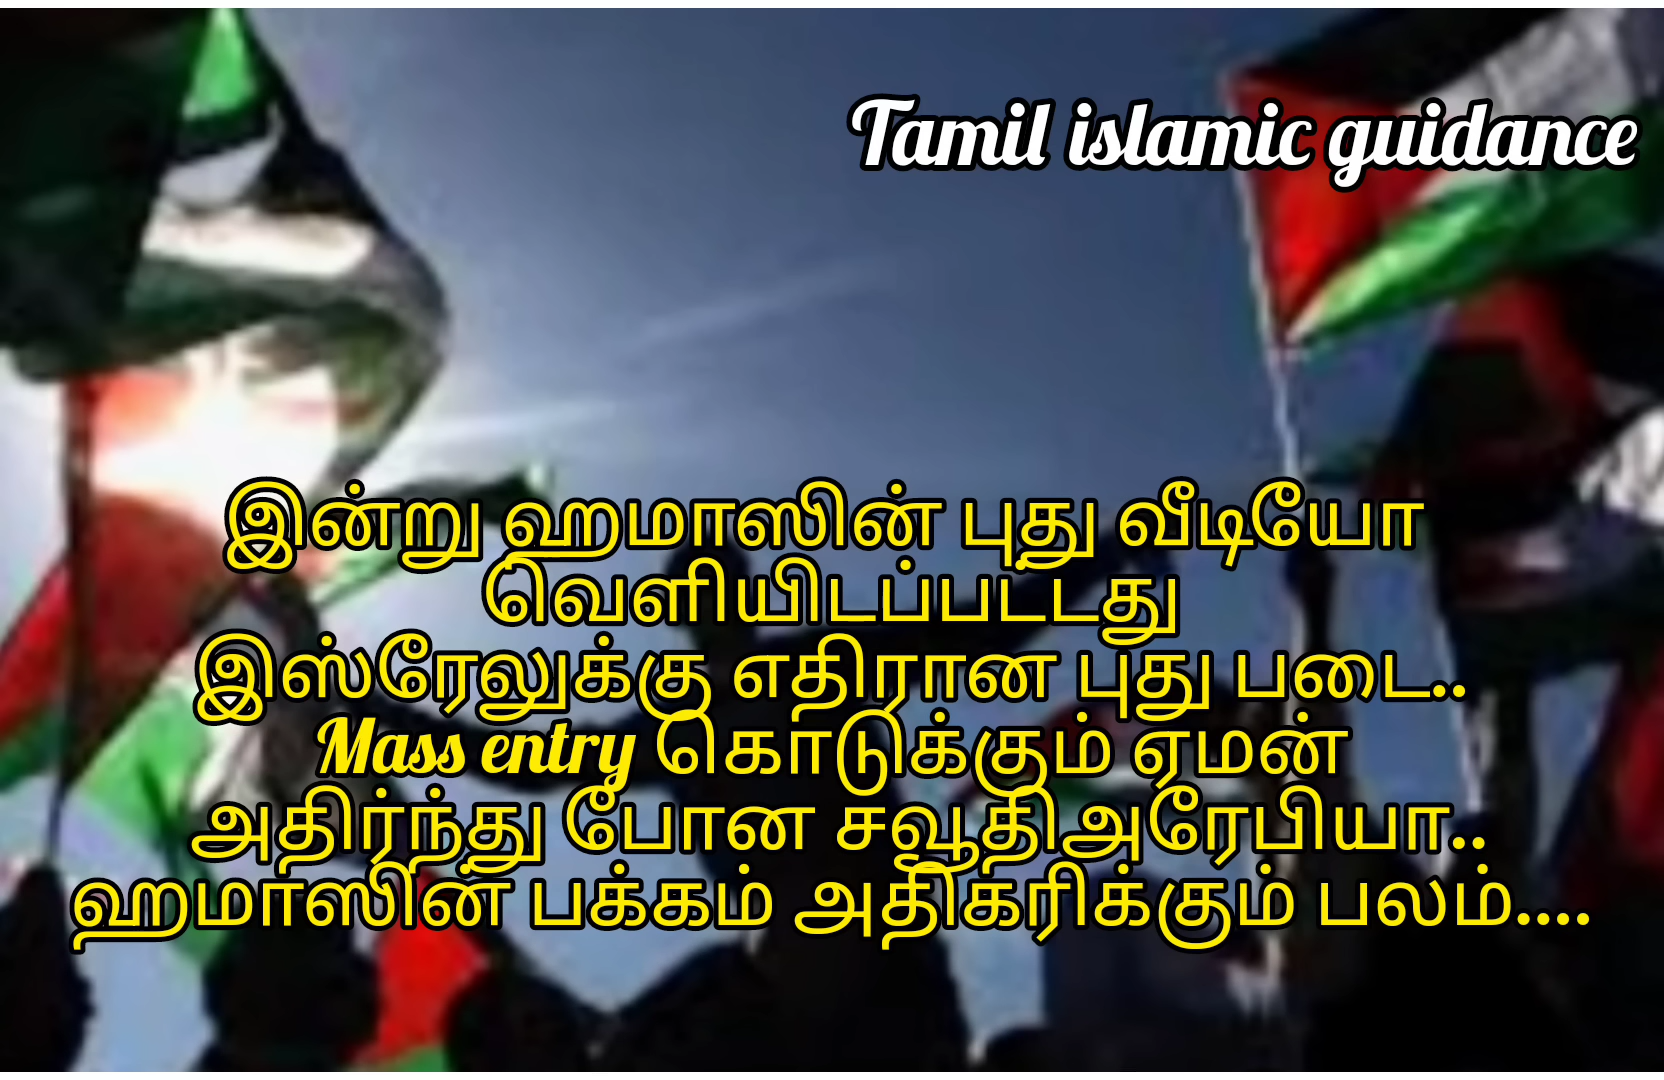 Tamil islamic guidance
இன்று ஹமாஸின் புது வீடியோ
வெளியிடப்பட்டது
இஸ்ரேலுக்கு எதிரான புது படை..
Mass entry கொடுக்கும் ஏமன்
அதிர்ந்து போன சவூதிஅரேபியா..
ஹமாஸின் பக்கம் அதிகரிக்கும் பலம்....